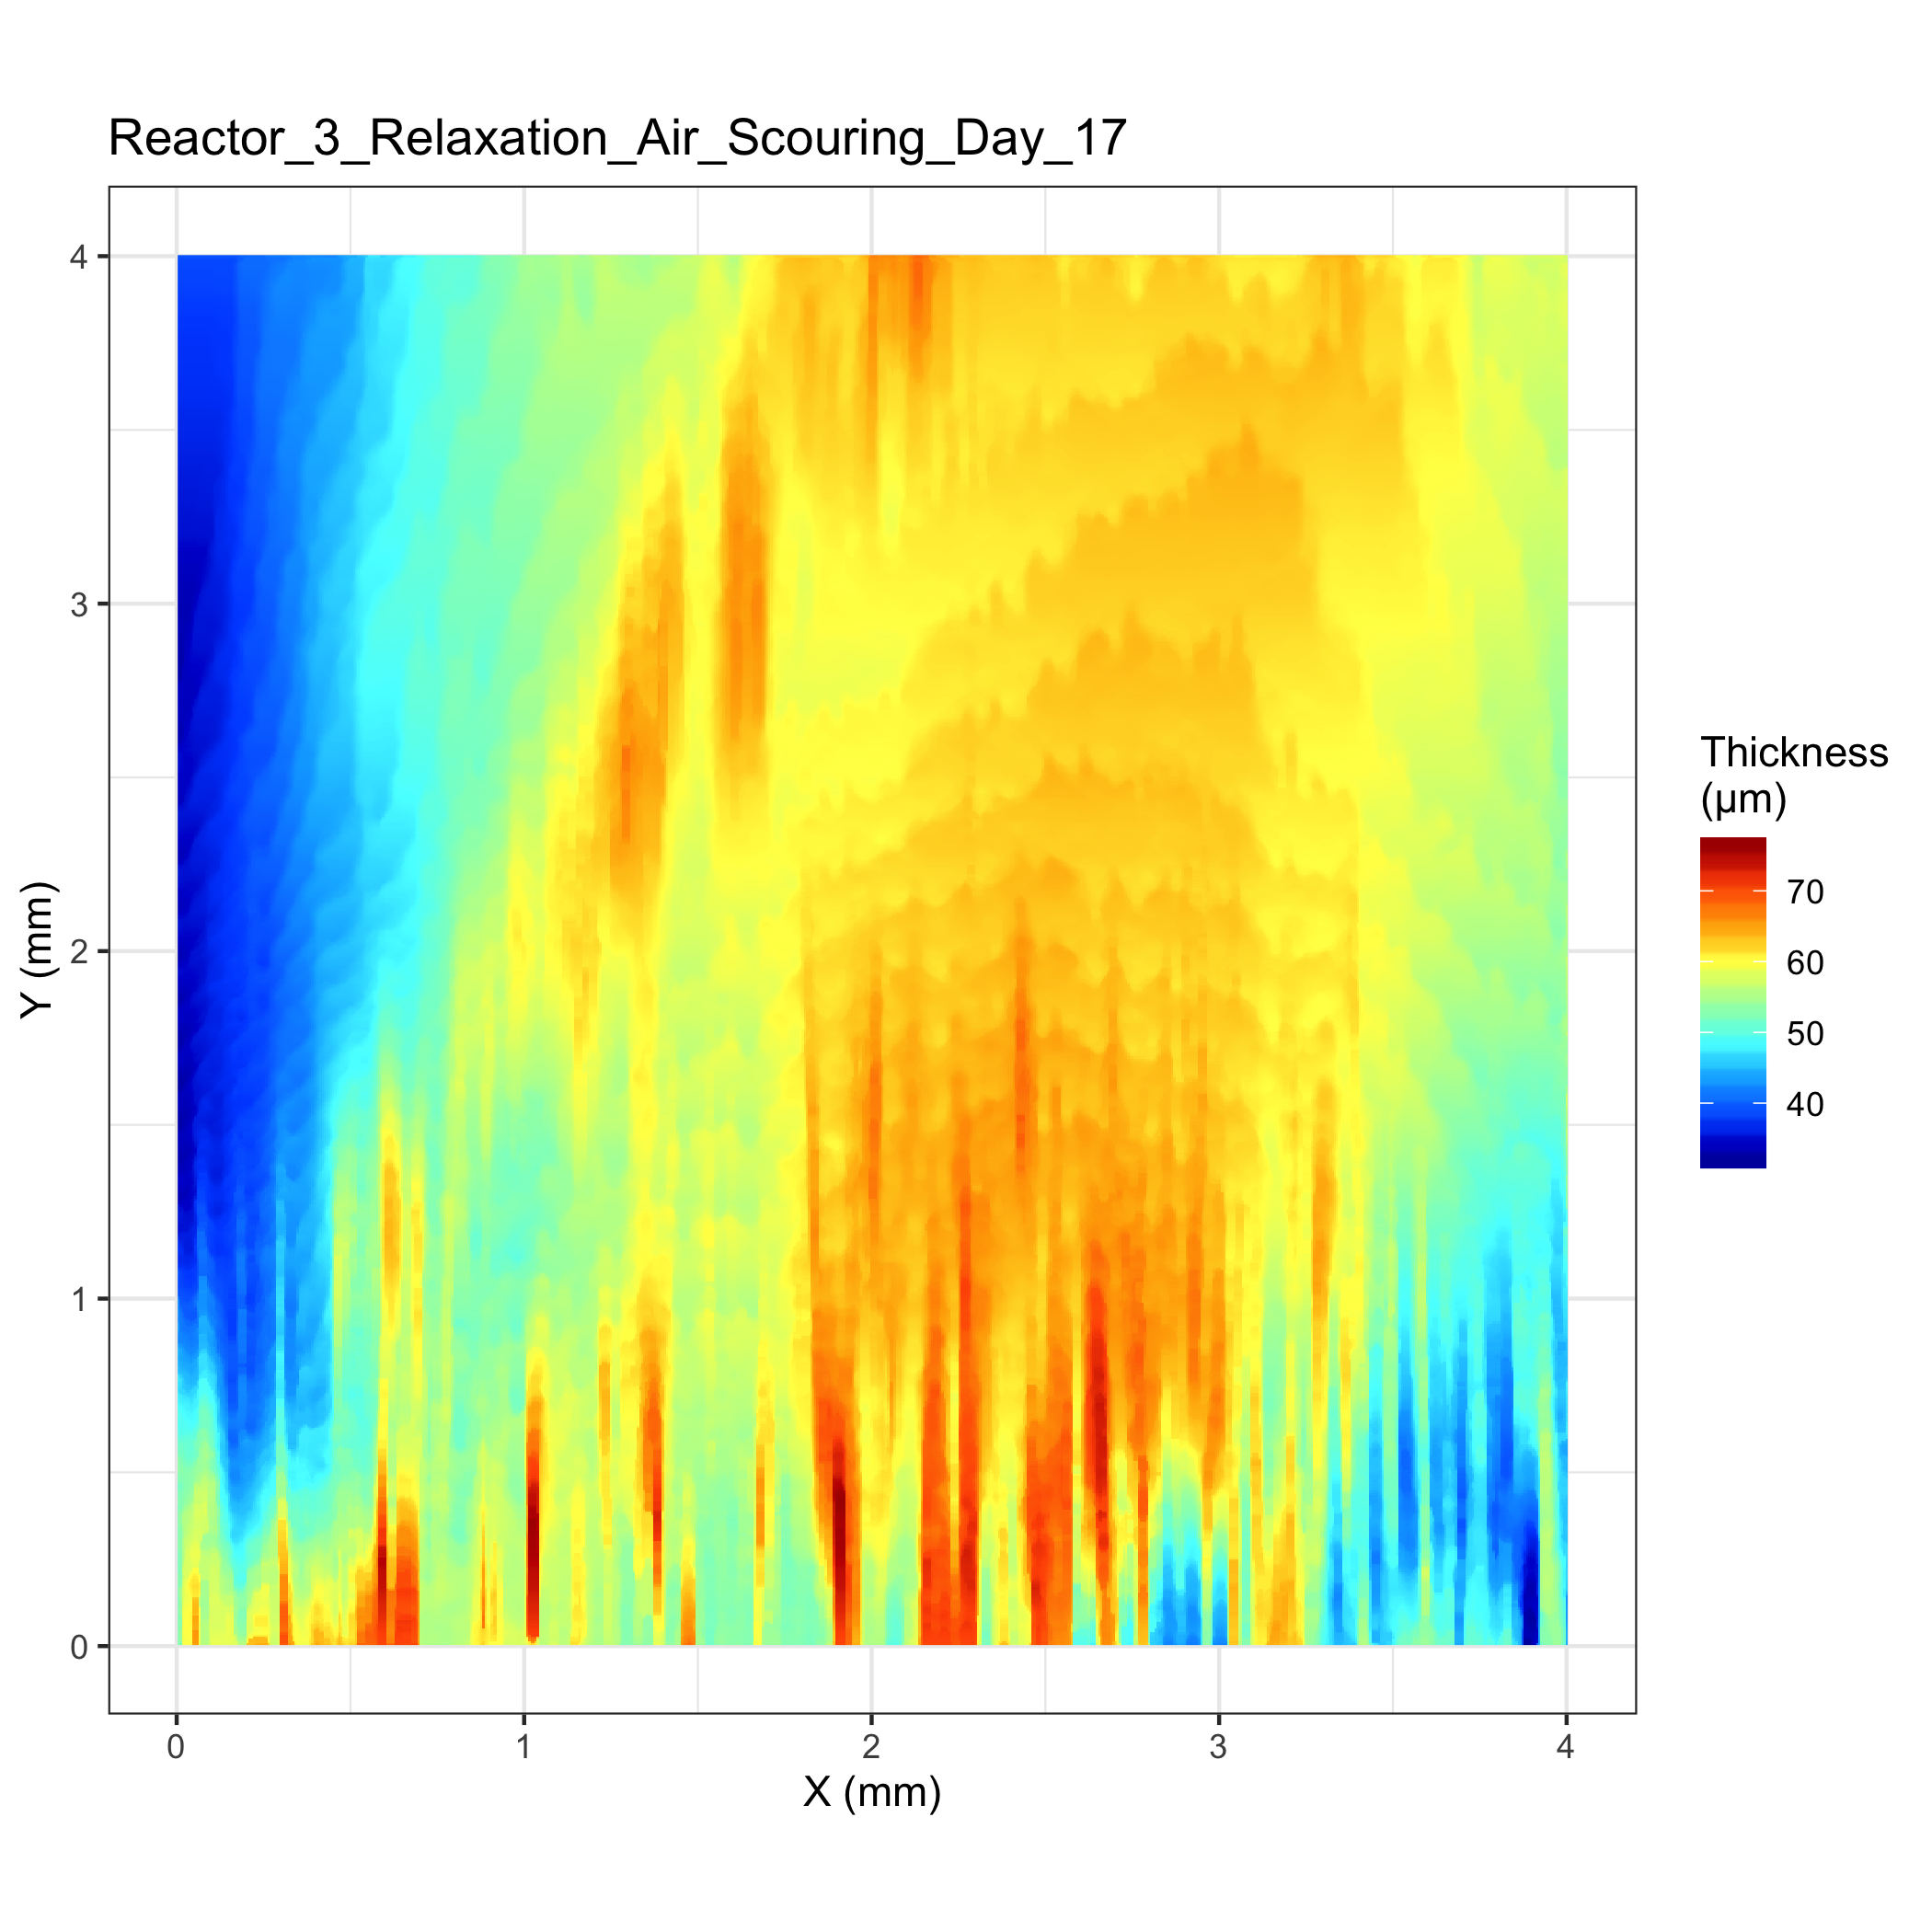 Reactor_3_Relaxation_Air_Scouring_Day_17
4
3
2
1
0
Y (mm)
0 1 2 3 4
X (mm)
Thickness
(µm)
70
60
50
40